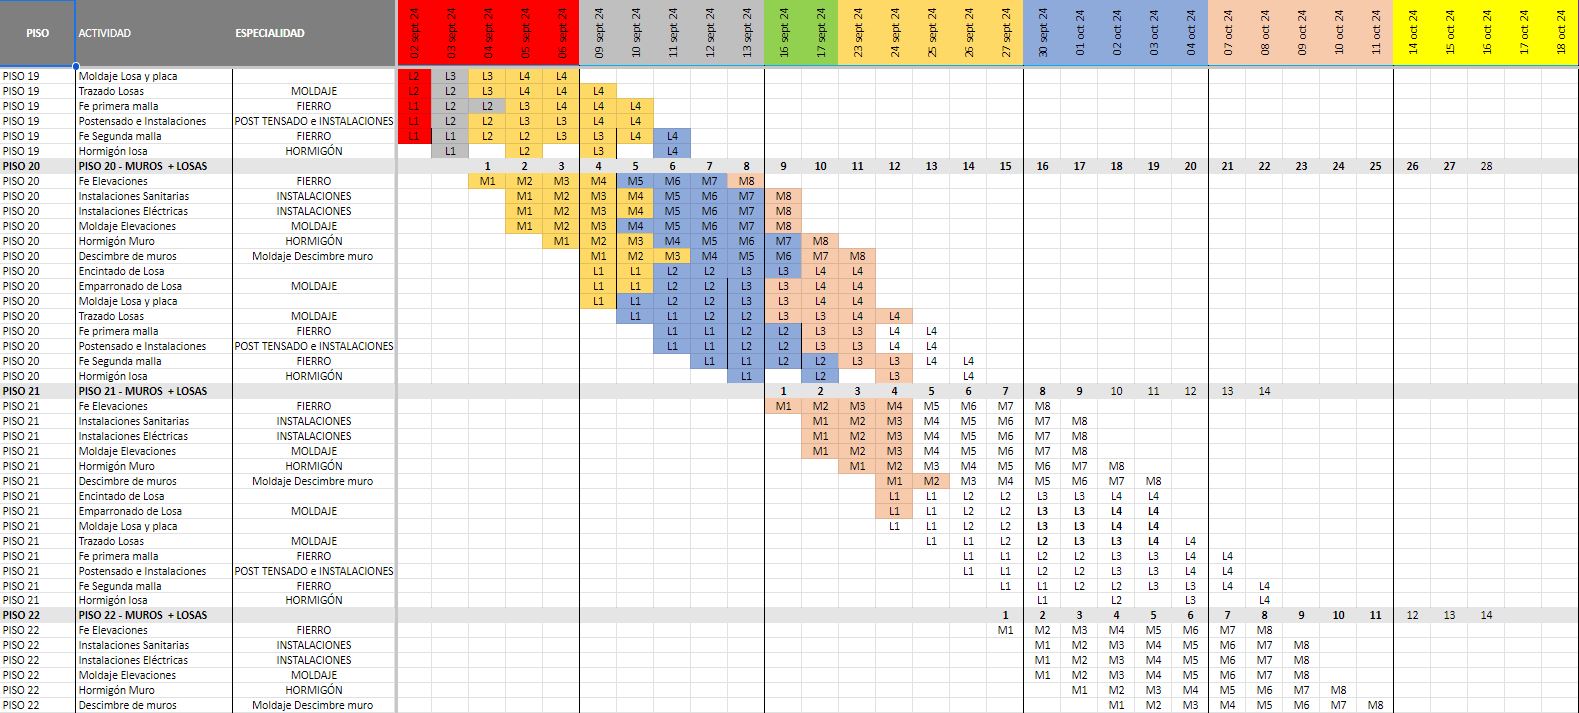 PISO ACTIVIDAD ESPECIALIDAD 02 sept 24 03 sept 24 04 sept 24 05 sept 24 06 sept 24 09 sept 24 10 sept 24 11 sept 24 12 sept 24 13 sept 24 16 sept 24 17 sept 24 23 sept 24 24 sept 24 25 sept 24 26 sept 24 27 sept 24 30 sept 24 01 oct 24 02 oct 24 03 oct 24 04 oct 24 07 oct 24 08 oct 24 09 oct 24 10 oct 24 11 oct 24 14 oct 24 15 oct 24 16 oct 24 17 oct 24 18 oct 24
PISO 19 Moldaje Losa y placa L2 L3 L3 L4 L4
PISO 19 Trazado Losas MOLDAJE L2 L2 L3 L4 L4 L4
PISO 19 Fe primera malla FIERRO L1 L2 L2 L3 L4 L4 L4
PISO 19 Postensado e Instalaciones POST TENSADO e INSTALACIONES L1 L2 L2 L3 L3 L4 L4
PISO 19 Fe Segunda malla FIERRO L1 L1 L2 L2 L3 L3 L4 L4
PISO 19 Hormigón losa HORMIGÓN L1 L2 L3 L4
PISO 20 PISO 20 - MUROS + LOSAS 1 2 3 4 5 6 7 8 9 10 11 12 13 14 15 16 17 18 19 20 21 22 23 24 25 26 27 28
PISO 20 Fe Elevaciones FIERRO M1 M2 M3 M4 M5 M6 M7 M8
PISO 20 Instalaciones Sanitarias INSTALACIONES M1 M2 M3 M4 M5 M6 M7 M8
PISO 20 Instalaciones Eléctricas INSTALACIONES M1 M2 M3 M4 M5 M6 M7 M8
PISO 20 Moldaje Elevaciones MOLDAJE M1 M2 M3 M4 M5 M6 M7 M8
PISO 20 Hormigón Muro HORMIGÓN M1 M2 M3 M4 M5 M6 M7 M8
PISO 20 Descimbre de muros Moldaje Descimbre muro M1 M2 M3 M4 M5 M6 M7 M8
PISO 20 Encintado de Losa L1 L1 L2 L2 L3 L3 L4 L4
PISO 20 Emparronado de Losa MOLDAJE L1 L1 L2 L2 L3 L3 L4 L4
PISO 20 Moldaje Losa y placa L1 L1 L2 L2 L3 L3 L4 L4
PISO 20 Trazado Losas MOLDAJE L1 L1 L2 L2 L3 L3 L4 L4
PISO 20 Fe primera malla FIERRO L1 L1 L2 L2 L3 L3 L4 L4
PISO 20 Postensado e Instalaciones POST TENSADO e INSTALACIONES L1 L1 L2 L2 L3 L3 L4 L4
PISO 20 Fe Segunda malla FIERRO L1 L1 L2 L2 L3 L3 L4 L4
PISO 20 Hormigón losa HORMIGÓN L1 L2 L3 L4
PISO 21 PISO 21 - MUROS + LOSAS 1 2 3 4 5 6 7 8 9 10 11 12 13 14
PISO 21 Fe Elevaciones FIERRO M1 M2 M3 M4 M5 M6 M7 M8
PISO 21 Instalaciones Sanitarias INSTALACIONES M1 M2 M3 M4 M5 M6 M7 M8
PISO 21 Instalaciones Eléctricas INSTALACIONES M1 M2 M3 M4 M5 M6 M7 M8
PISO 21 Moldaje Elevaciones MOLDAJE M1 M2 M3 M4 M5 M6 M7 M8
PISO 21 Hormigón Muro HORMIGÓN M1 M2 M3 M4 M5 M6 M7 M8
PISO 21 Descimbre de muros Moldaje Descimbre muro M1 M2 M3 M4 M5 M6 M7 M8
PISO 21 Encintado de Losa L1 L1 L2 L2 L3 L3 L4 L4
PISO 21 Emparronado de Losa MOLDAJE L1 L1 L2 L2 L3 L3 L4 L4
PISO 21 Moldaje Losa y placa L1 L1 L2 L2 L3 L3 L4 L4
PISO 21 Trazado Losas MOLDAJE L1 L1 L2 L2 L3 L3 L4 L4
PISO 21 Fe primera malla FIERRO L1 L1 L2 L2 L3 L3 L4 L4
PISO 21 Postensado e Instalaciones POST TENSADO e INSTALACIONES L1 L1 L2 L2 L3 L3 L4 L4
PISO 21 Fe Segunda malla FIERRO L1 L1 L2 L2 L3 L3 L4 L4
PISO 21 Hormigón losa HORMIGÓN L1 L2 L3 L4
PISO 22 PISO 22 - MUROS + LOSAS 1 2 3 4 5 6 7 8 9 10 11 12 13 14
PISO 22 Fe Elevaciones FIERRO M1 M2 M3 M4 M5 M6 M7 M8
PISO 22 Instalaciones Sanitarias INSTALACIONES M1 M2 M3 M4 M5 M6 M7 M8
PISO 22 Instalaciones Eléctricas INSTALACIONES M1 M2 M3 M4 M5 M6 M7 M8
PISO 22 Moldaje Elevaciones MOLDAJE M1 M2 M3 M4 M5 M6 M7 M8
PISO 22 Hormigón Muro HORMIGÓN M1 M2 M3 M4 M5 M6 M7 M8
PISO 22 Descimbre de muros Moldaje Descimbre muro M1 M2 M3 M4 M5 M6 M7 M8